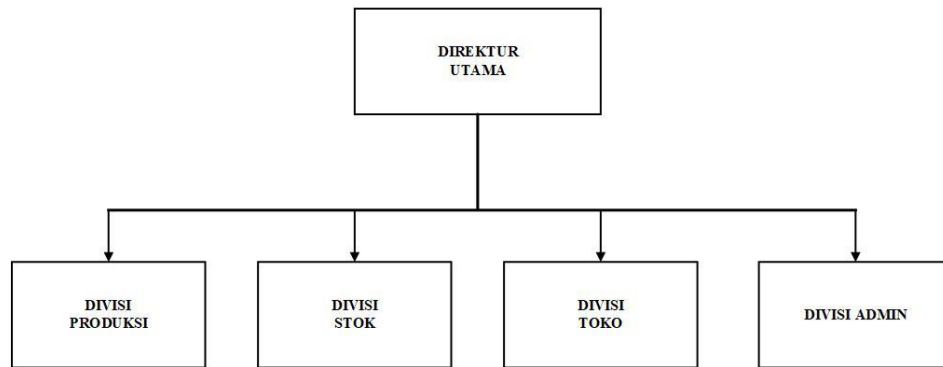 DIREKTUR
UTAMA
DIVISI
PRODUKSI
DIVISI
STOK
DIVISI
TOKO
DIVISI ADMIN